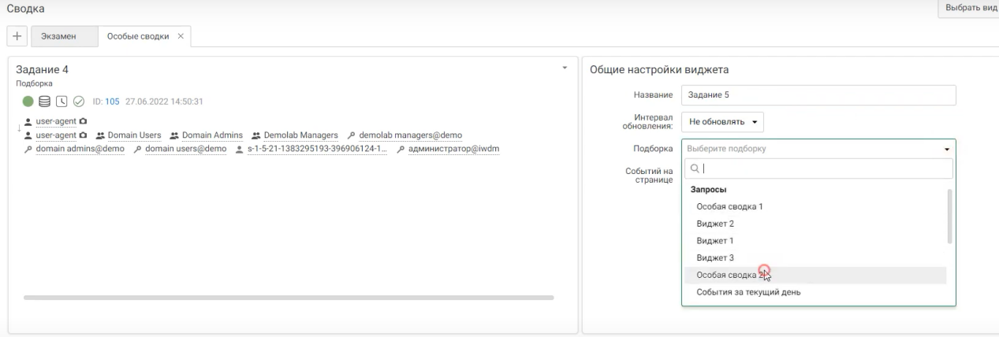 Сводка
Выбрать вид
Экзамен
Особые сводки
Задание 4
Подборка
ID: 105 27.06.2022 14:50:31
user-agent
user-agent Domain Users Domain Admins Demolab Managers demolab managers@demo
domain admins@demo domain users@demo s-1-5-21-1383295193-396906124-1... администратор@iwdm
Общие настройки виджета
Название Задание 5
Интервал
обновления: Не обновлять
Подборка Выберите подборку
Событий на
странице
Запросы
Особая сводка 1
Виджет 2
Виджет 1
Виджет 3
Особая сводка 2
События за текущий день